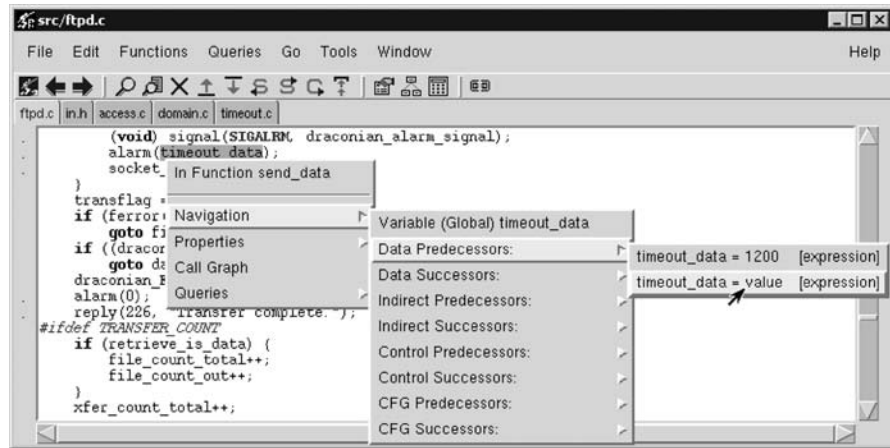 src/ftpd.c
File Edit Functions Queries Go Tools Window Help
ftpd.c in.h access.c domain.c timeout.c
(void) signal(SIGALRM, draconian_alarm_signal);
alarm(timeout_data);
socket_
In Function send_data
}
transflag =
if (ferror(
Navigation
goto fi
Properties
if ((dracon
goto da
Call Graph
draconian_F
Queries
alarm(0);
reply(226, "Transfer complete.");
#ifdef TRANSFER_COUNT
if (retrieve_is_data) {
file_count_total++;
file_count_out++;
}
xfer_count_total++;
Variable (Global) timeout_data
Data Predecessors:
Data Successors:
Indirect Predecessors:
Indirect Successors:
Control Predecessors:
Control Successors:
CFG Predecessors:
CFG Successors:
timeout_data = 1200 [expression]
timeout_data = value [expression]